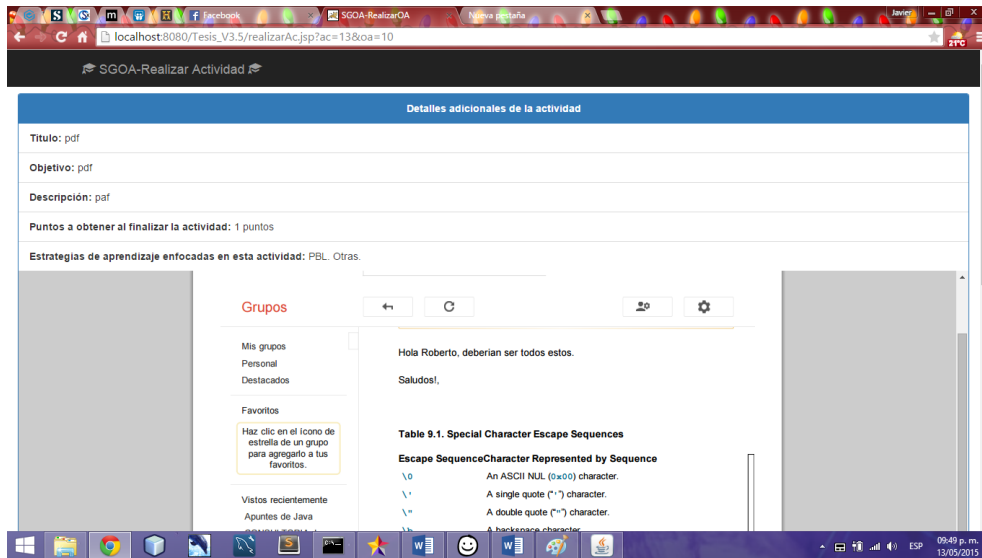 Facebook
SGOA-RealizarOA
Nueva pestaña
Javier
localhost:8080/Tesis_V3.5/realizarAc.jsp?ac=13&oa=10
21°C
SGOA-Realizar Actividad
Detalles adicionales de la actividad
Titulo: pdf
Objetivo: pdf
Descripción: paf
Puntos a obtener al finalizar la actividad: 1 puntos
Estrategias de aprendizaje enfocadas en esta actividad: PBL. Otras.
Grupos
Mis grupos
Personal
Destacados
Favoritos
Haz clic en el ícono de
estrella de un grupo
para agregarlo a tus
favoritos.
Vistos recientemente
Apuntes de Java
Hola Roberto, deberian ser todos estos.
Saludos!,
Table 9.1. Special Character Escape Sequences
Escape SequenceCharacter Represented by Sequence
\0 An ASCII NUL (0x00) character.
\' A single quote ("'") character.
\" A double quote (""") character.
\b A backspace character.
ESP
09:49 p. m.
13/05/2015